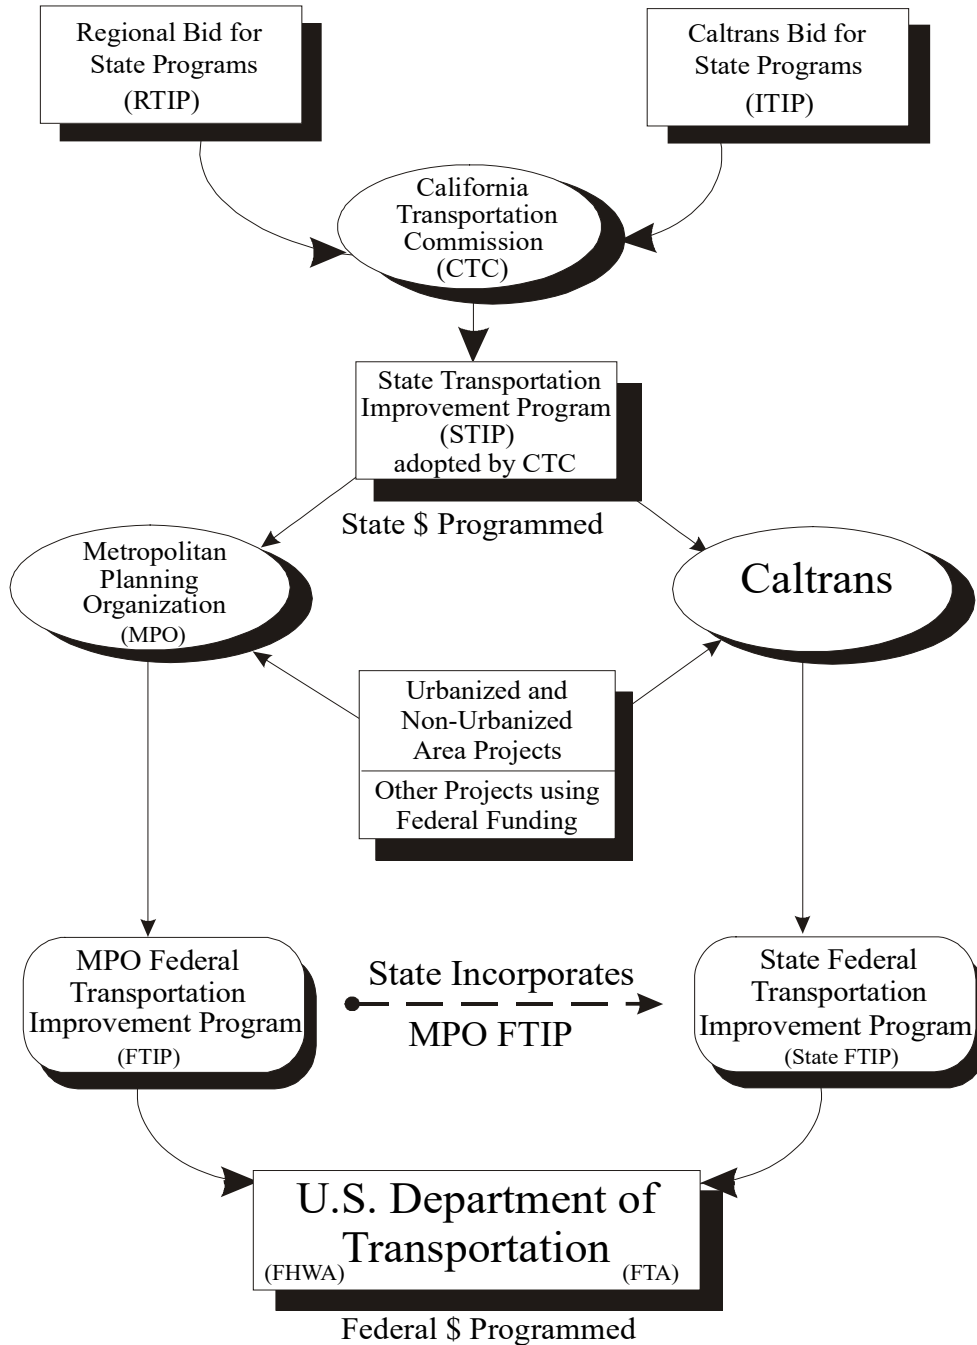 Regional Bid for
State Programs
(RTIP)
Caltrans Bid for
State Programs
(ITIP)
California
Transportation
Commission
(CTC)
State Transportation
Improvement Program
(STIP)
adopted by CTC
State $ Programmed
Metropolitan
Planning
Organization
(MPO)
Caltrans
Urbanized and
Non-Urbanized
Area Projects
Other Projects using
Federal Funding
MPO Federal
Transportation
Improvement Program
(FTIP)
State Incorporates
MPO FTIP
State Federal
Transportation
Improvement Program
(State FTIP)
U.S. Department of
Transportation
(FHWA)
(FTA)
Federal $ Programmed